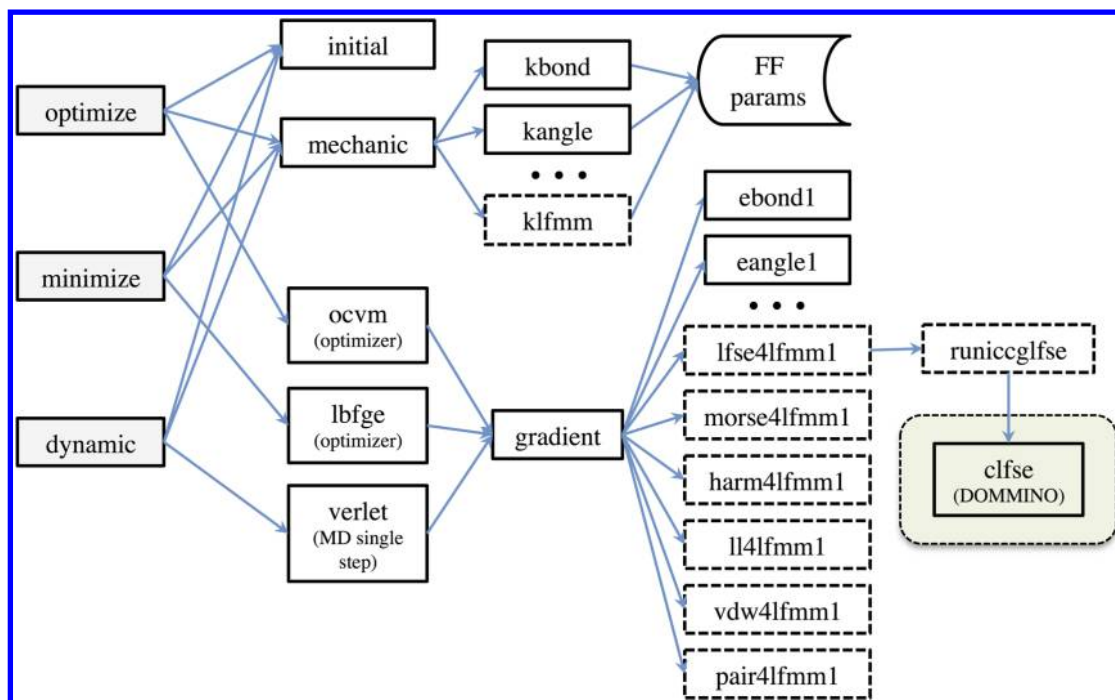 optimize
minimize
dynamic
initial
mechanic
ocvm
(optimizer)
lbfge
(optimizer)
verlet
(MD single
step)
kbond
kangle
• • •
klfmm
gradient
FF
params
ebond1
eangle1
• • •
lfse4lfmm1
morse4lfmm1
harm4lfmm1
ll4lfmm1
vdw4lfmm1
pair4lfmm1
runiccglfse
clfse
(DOMMINO)